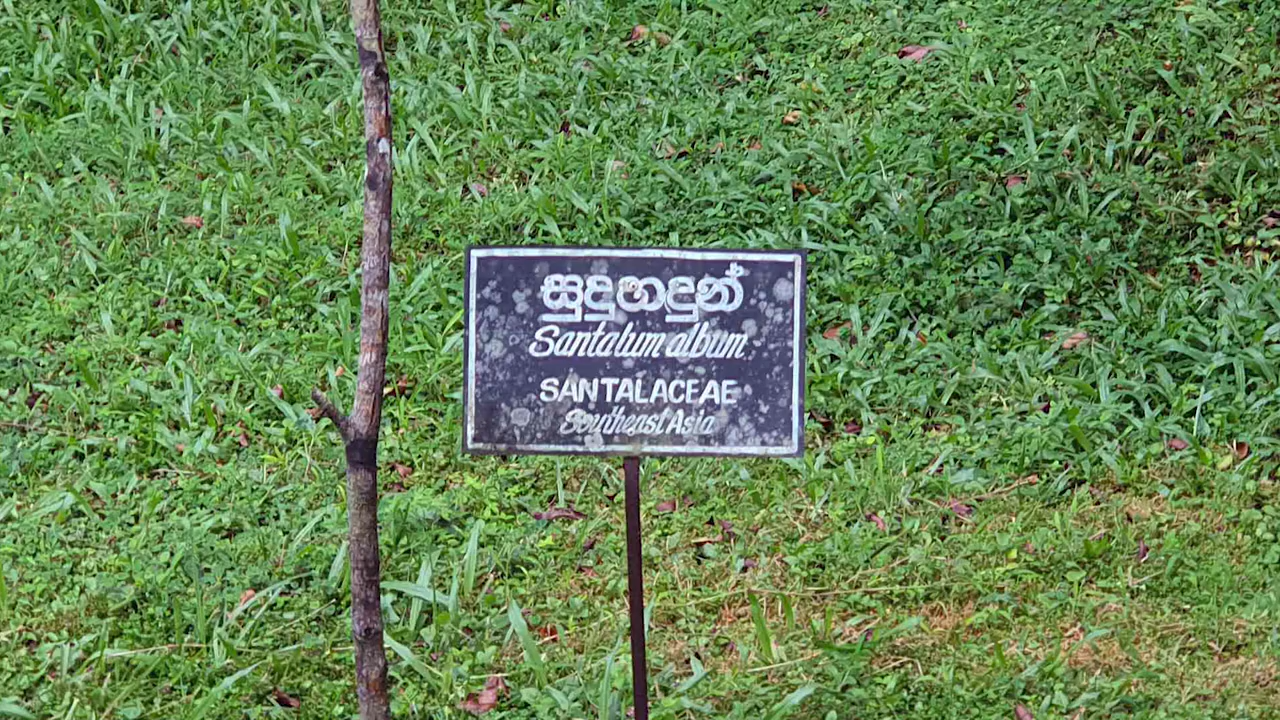 සුදුහඳුන්
Santalum album
SANTALACEAE
Southeast Asia